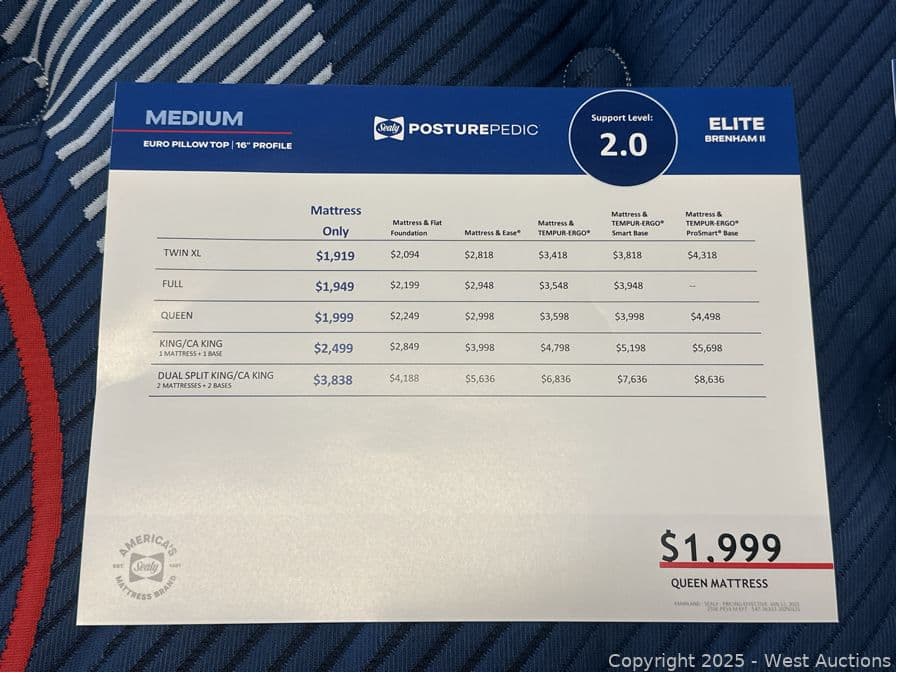 MEDIUM
EURO PILLOW TOP | 16" PROFILE
Sealy POSTUREPEDIC
Support Level:
2.0
ELITE
BRENHAM II
Mattress Only
Mattress & Flat Foundation
Mattress & Ease®
Mattress & TEMPUR-ERGO®
Mattress & TEMPUR-ERGO® Smart Base
Mattress & TEMPUR-ERGO® ProSmart® Base
TWIN XL $1,919 $2,094 $2,818 $3,418 $3,818 $4,318
FULL $1,949 $2,199 $2,948 $3,548 $3,948 --
QUEEN $1,999 $2,249 $2,998 $3,598 $3,998 $4,498
KING/CA KING $2,499 $2,849 $3,998 $4,798 $5,198 $5,698
1 MATTRESS + 1 BASE
DUAL SPLIT KING/CA KING $3,838 $4,188 $5,636 $6,836 $7,636 $8,636
2 MATTRESSES + 2 BASES
AMERICA'S
EST.
Sealy
MATTRESS BRAND
$1,999
QUEEN MATTRESS
Copyright 2025 - West Auctions